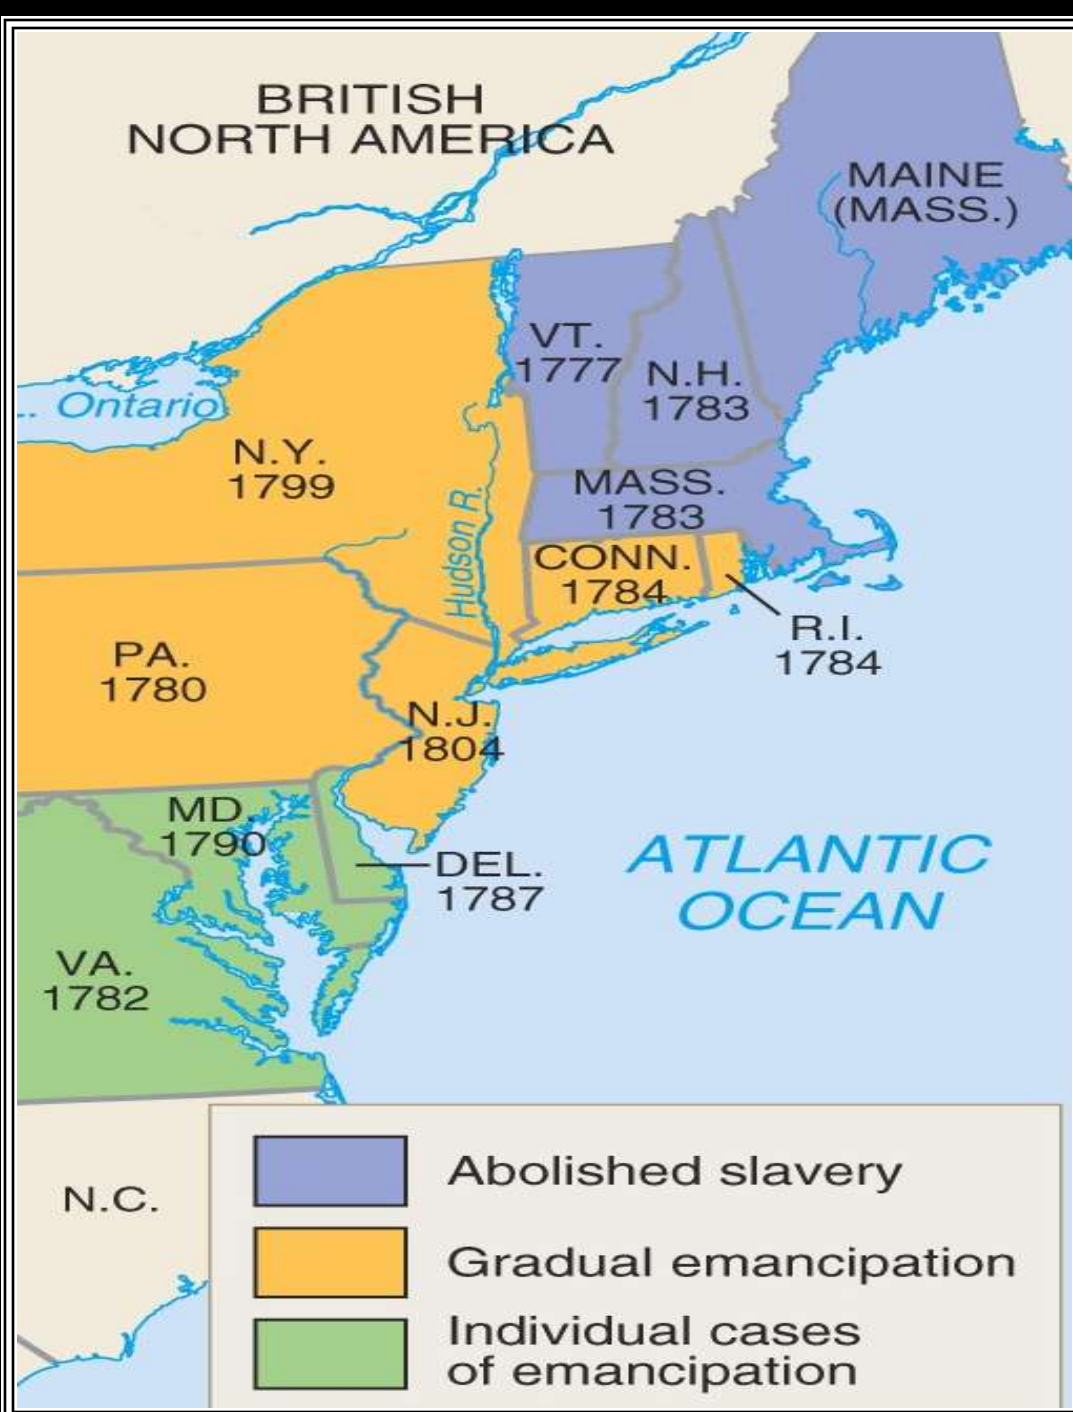 BRITISH
NORTH AMERICA
MAINE
(MASS.)
VT.
1777
N.H.
1783
.. Ontario
N.Y.
1799
MASS.
1783
Hudson R.
CONN.
1784
R.I.
1784
PA.
1780
N.J.
1804
MD.
1790
DEL.
1787
ATLANTIC
OCEAN
VA.
1782
N.C.
Abolished slavery
Gradual emancipation
Individual cases
of emancipation